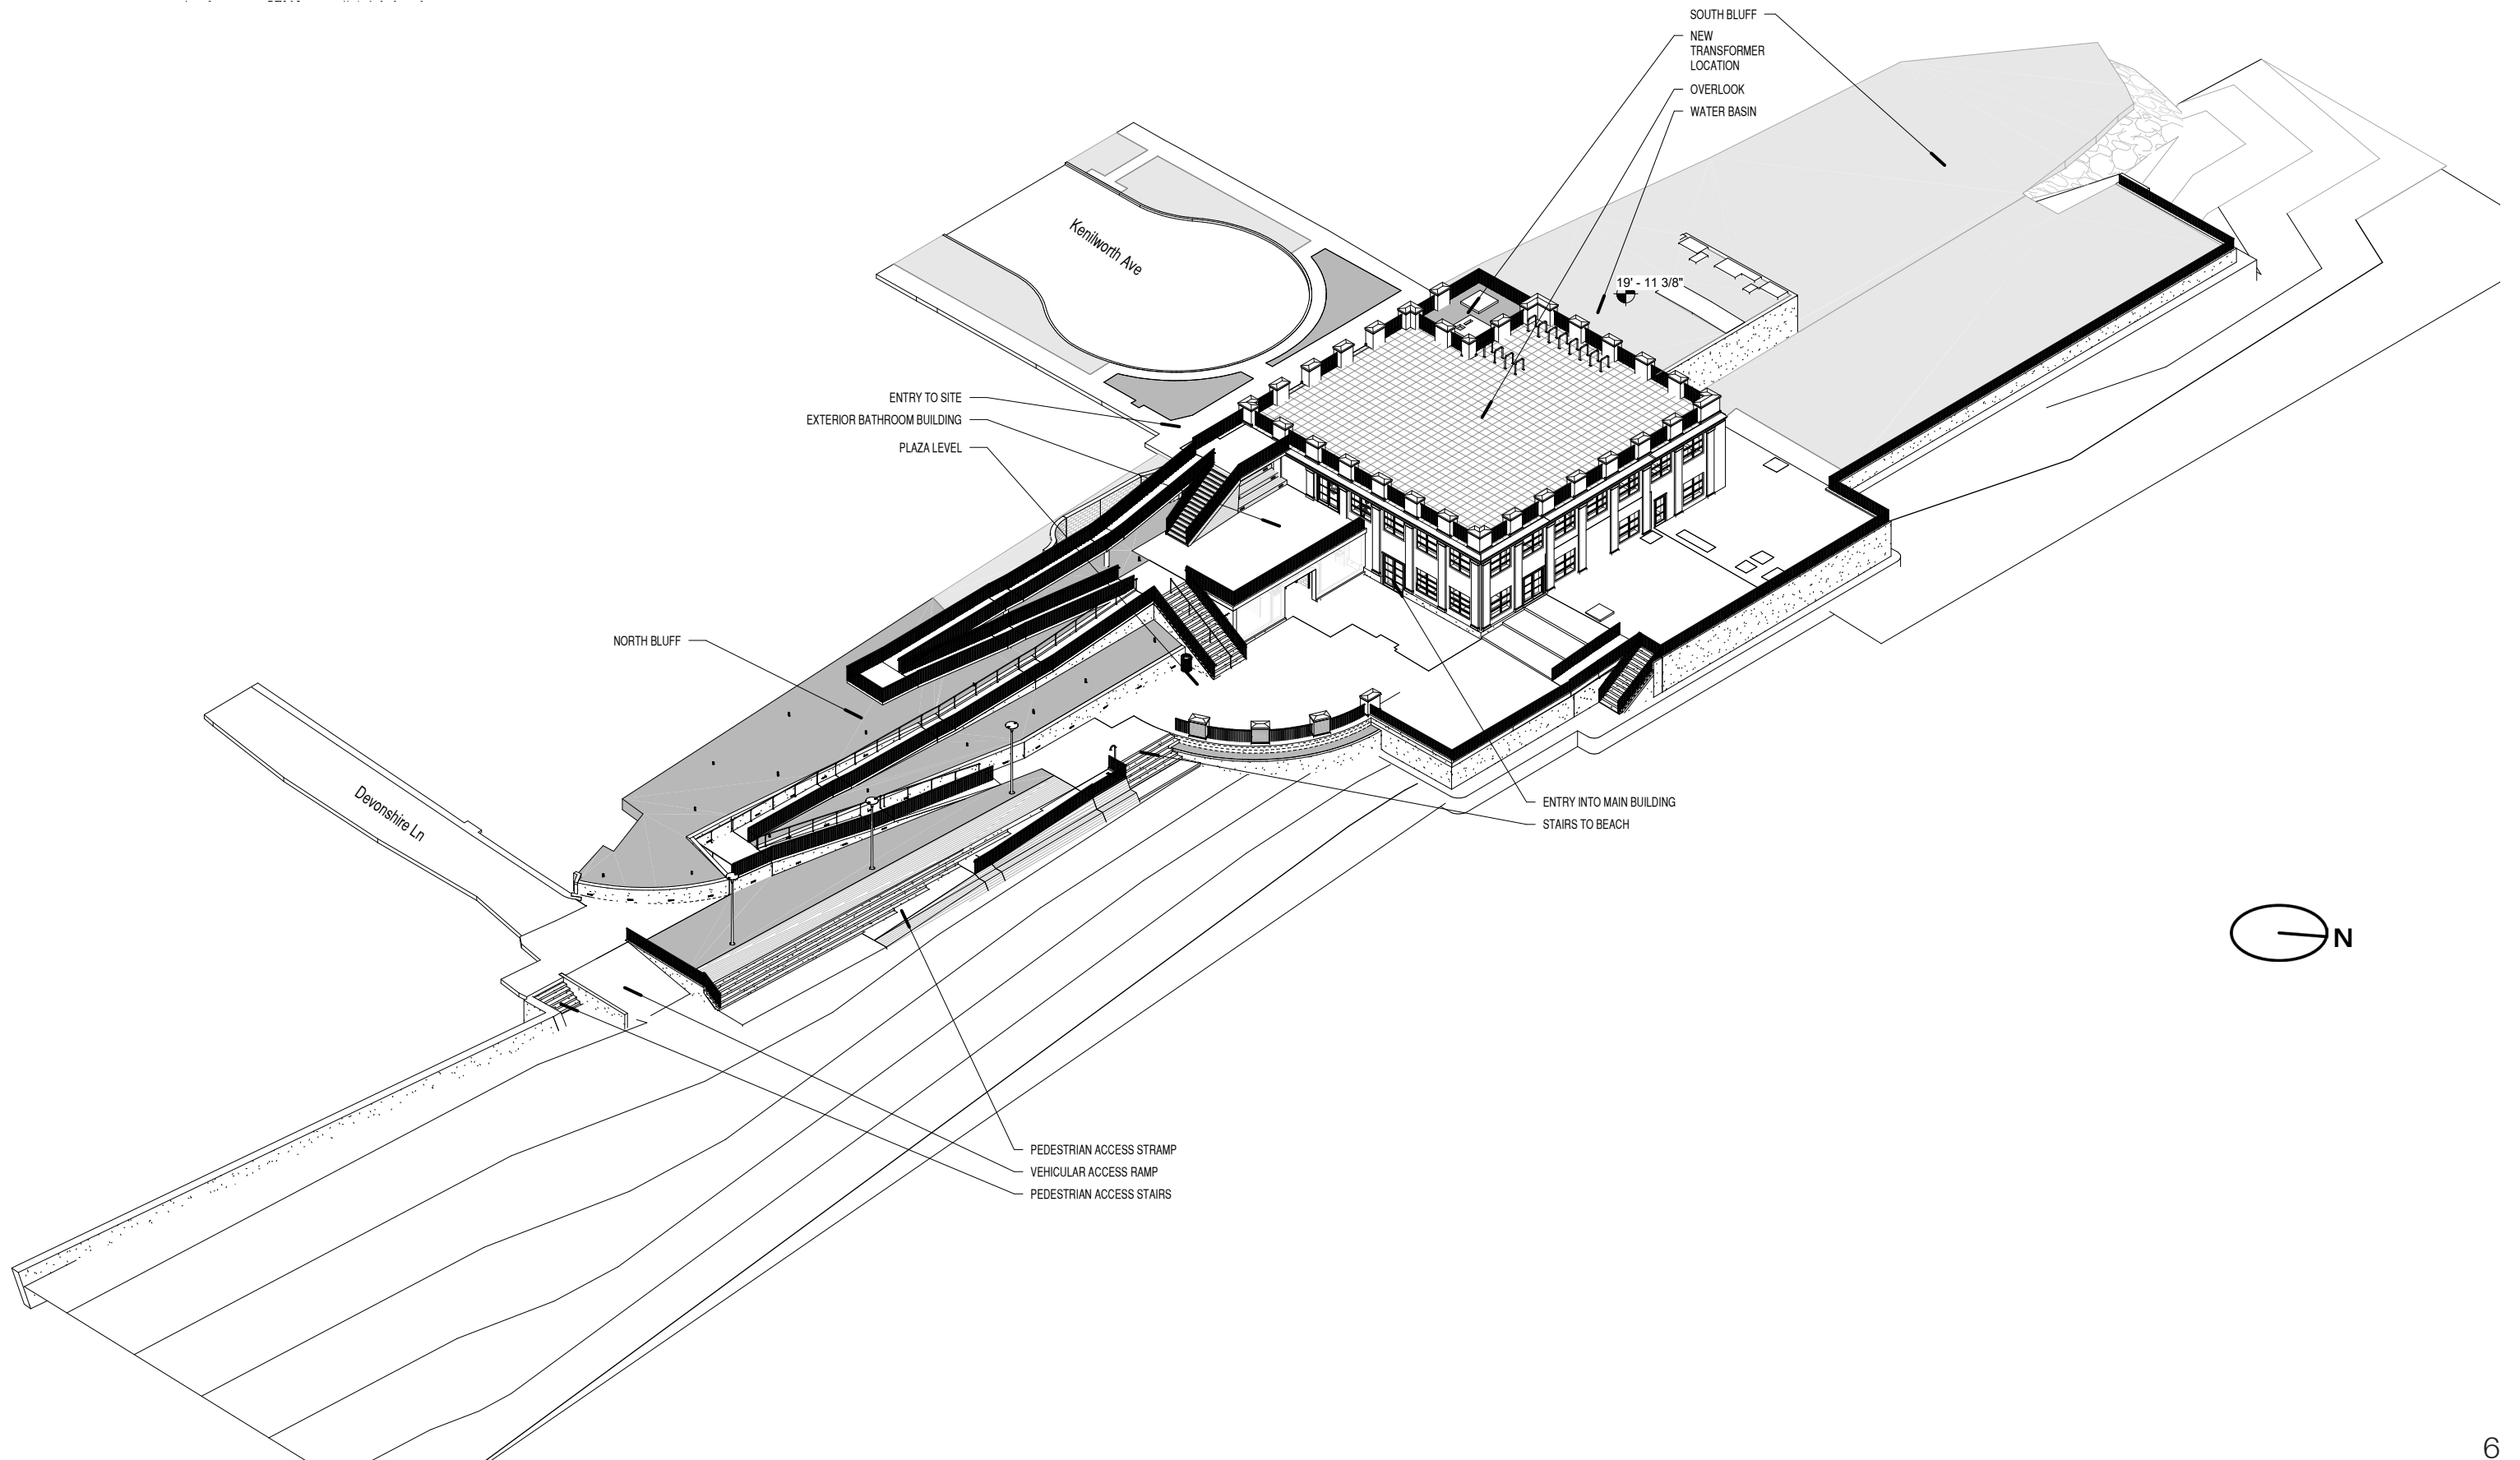 SOUTH BLUFF
NEW
TRANSFORMER
LOCATION
OVERLOOK
WATER BASIN
Kenilworth Ave
19' - 11 3/8"
ENTRY TO SITE
EXTERIOR BATHROOM BUILDING
PLAZA LEVEL
NORTH BLUFF
Devonshire Ln
ENTRY INTO MAIN BUILDING
STAIRS TO BEACH
N
PEDESTRIAN ACCESS STRAMP
VEHICULAR ACCESS RAMP
PEDESTRIAN ACCESS STAIRS
6